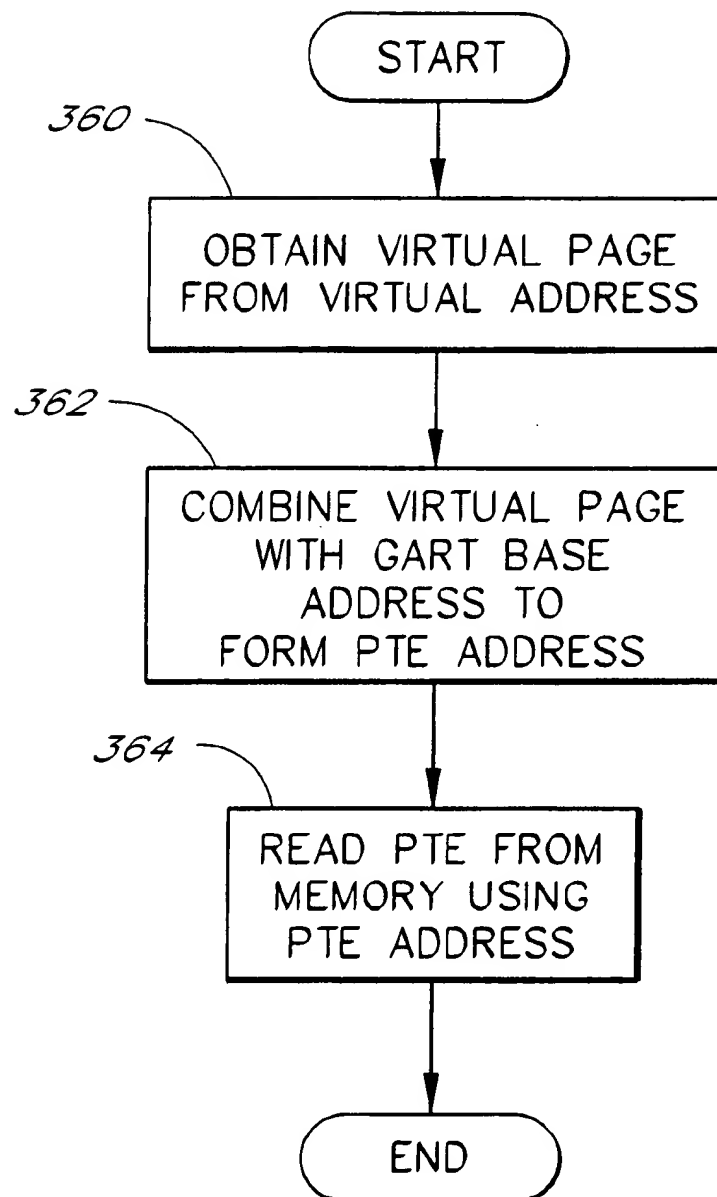 START
360
OBTAIN VIRTUAL PAGE
FROM VIRTUAL ADDRESS
362
COMBINE VIRTUAL PAGE
WITH GART BASE
ADDRESS TO
FORM PTE ADDRESS
364
READ PTE FROM
MEMORY USING
PTE ADDRESS
END